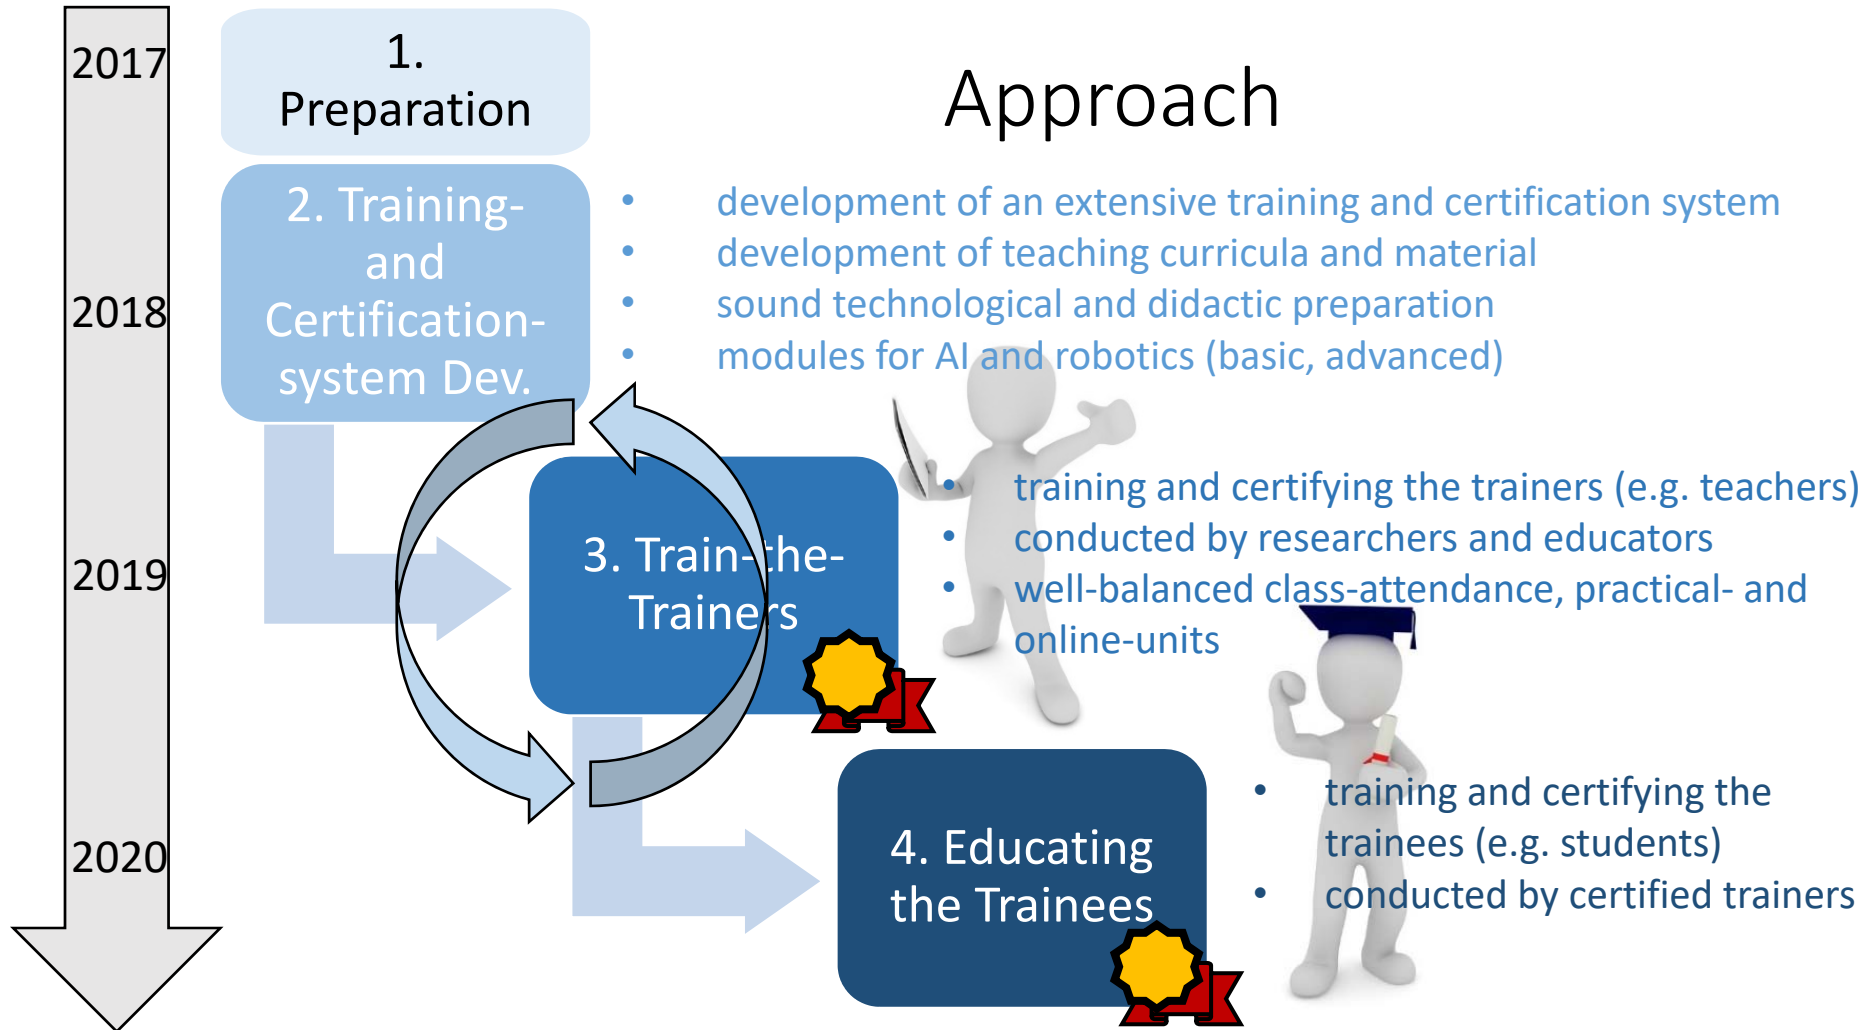 2017
1.
Preparation
Approach
2. Training-
and
Certification-
system Dev.
• development of an extensive training and certification system
• development of teaching curricula and material
• sound technological and didactic preparation
• modules for AI and robotics (basic, advanced)
2018
3. Train-the-
Trainers
• training and certifying the trainers (e.g. teachers)
• conducted by researchers and educators
• well-balanced class-attendance, practical- and
online-units
2019
4. Educating
the Trainees
• training and certifying the
trainees (e.g. students)
• conducted by certified trainers
2020